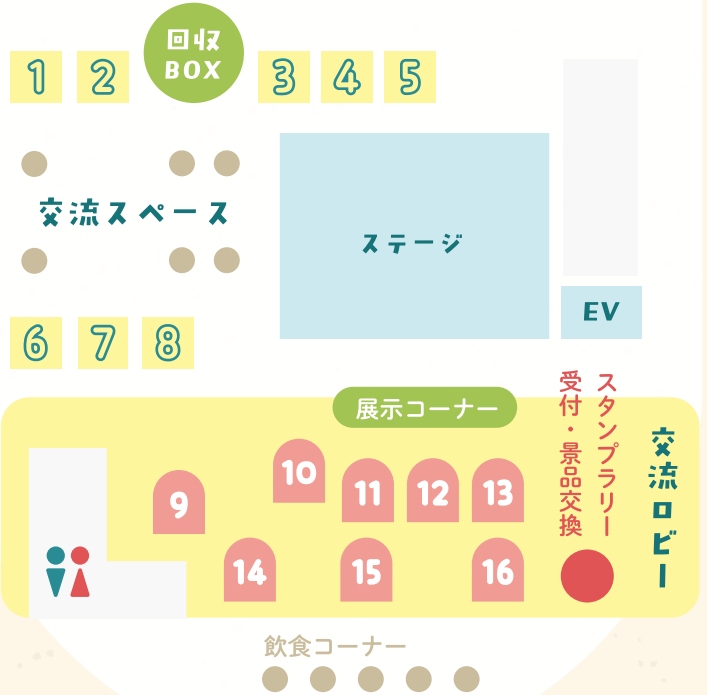 回収
BOX
1
2
3
4
5
交流スペース
ステージ
EV
6
7
8
展示コーナー
スタンプラリー
受付・景品交換
交流ロビー
9
10
11
12
13
14
15
16
飲食コーナー